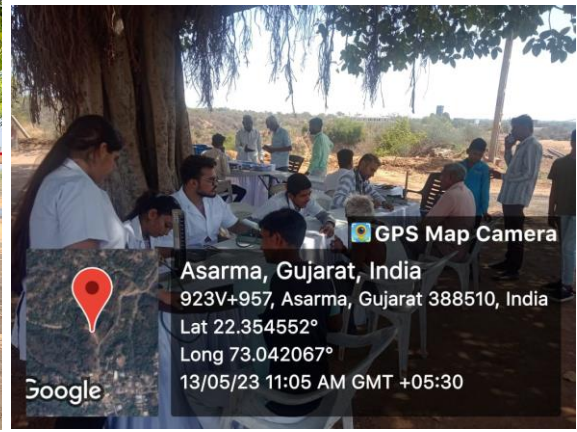 GPS Map Camera
Asarma, Gujarat, India
923V+957, Asarma, Gujarat 388510, India
Lat 22.354552°
Long 73.042067°
13/05/23 11:05 AM GMT +05:30
Google